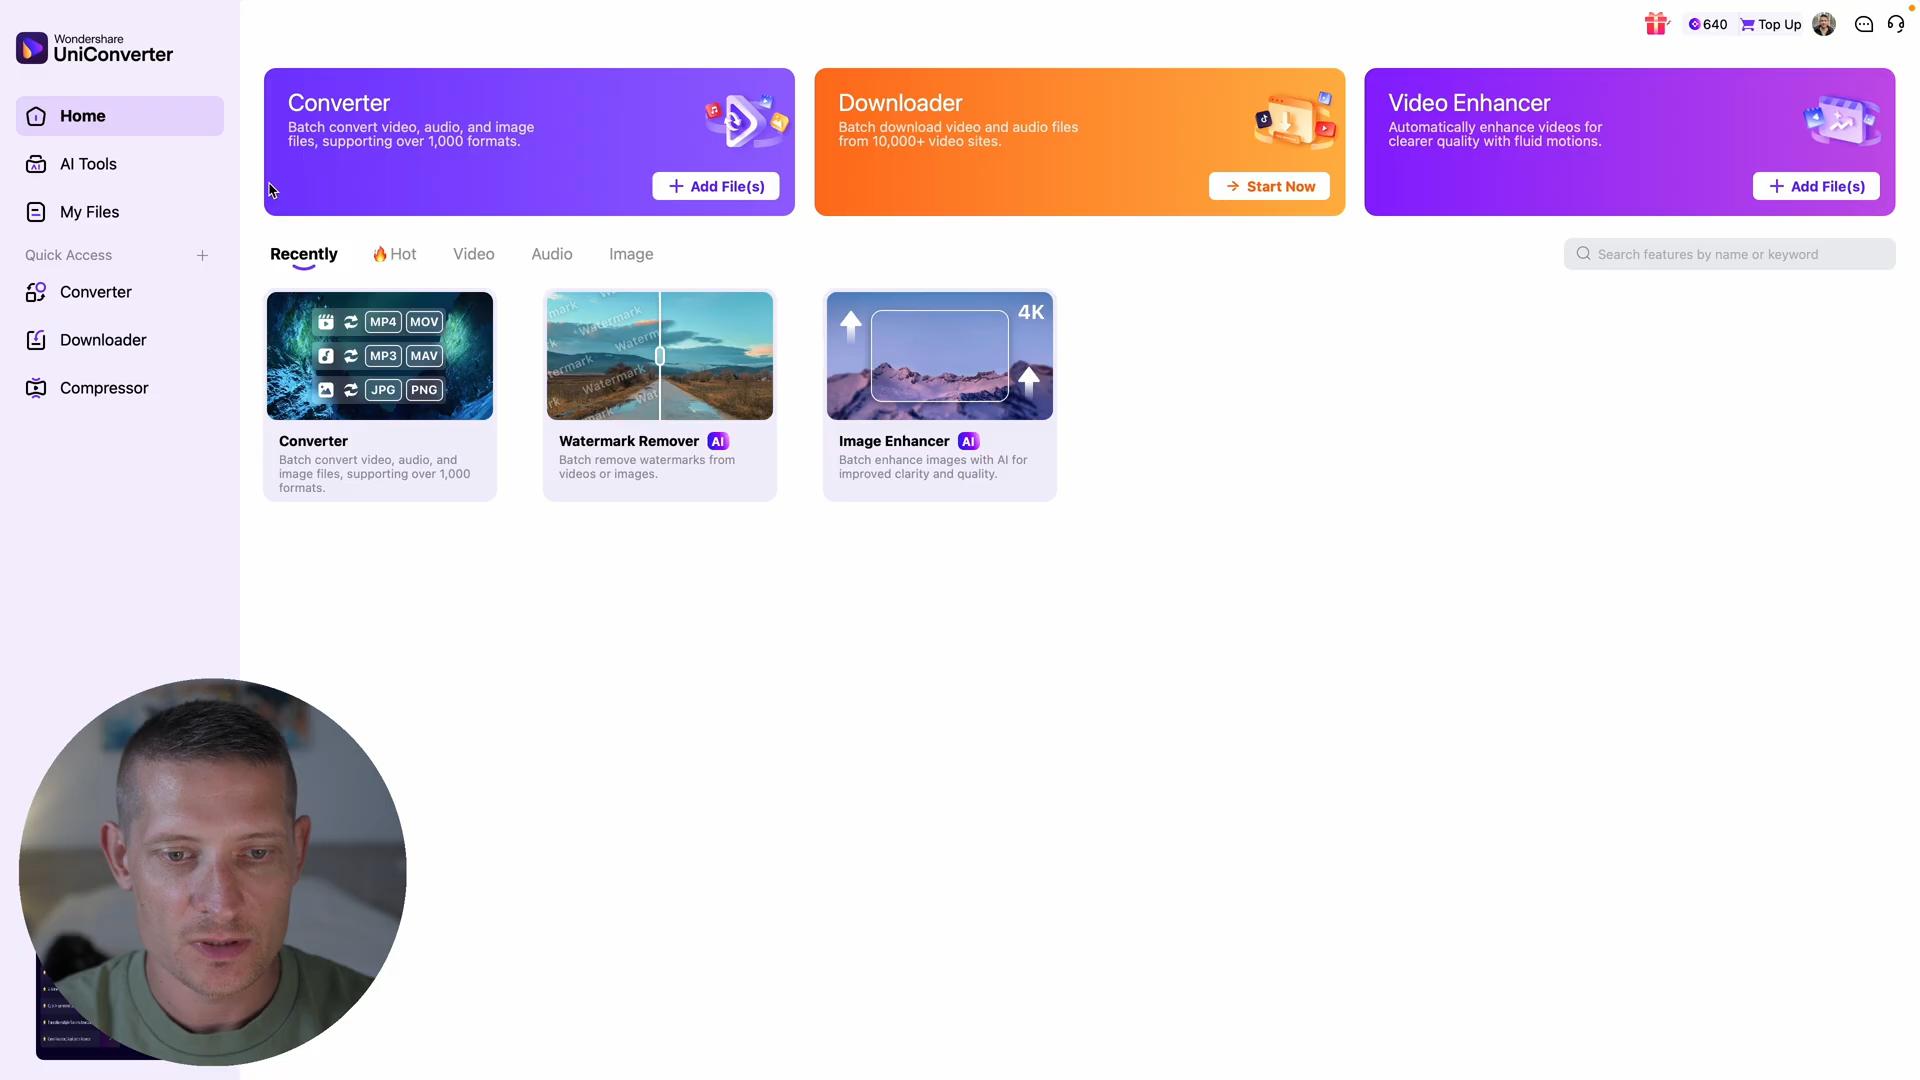 Wondershare
UniConverter
640
Top Up
Home
AI Tools
My Files
Quick Access
Converter
Downloader
Compressor
Converter
Batch convert video, audio, and image
files, supporting over 1,000 formats.
Add File(s)
Downloader
Batch download video and audio files
from 10,000+ video sites.
Start Now
Video Enhancer
Automatically enhance videos for
clearer quality with fluid motions.
Add File(s)
Recently
Hot
Video
Audio
Image
Search features by name or keyword
MP4 MOV
MP3 MAV
JPG PNG
Converter
Batch convert video, audio, and
image files, supporting over 1,000
formats.
Watermark
Watermark
Watermark Remover AI
Batch remove watermarks from
videos or images.
4K
Image Enhancer AI
Batch enhance images with AI for
improved clarity and quality.